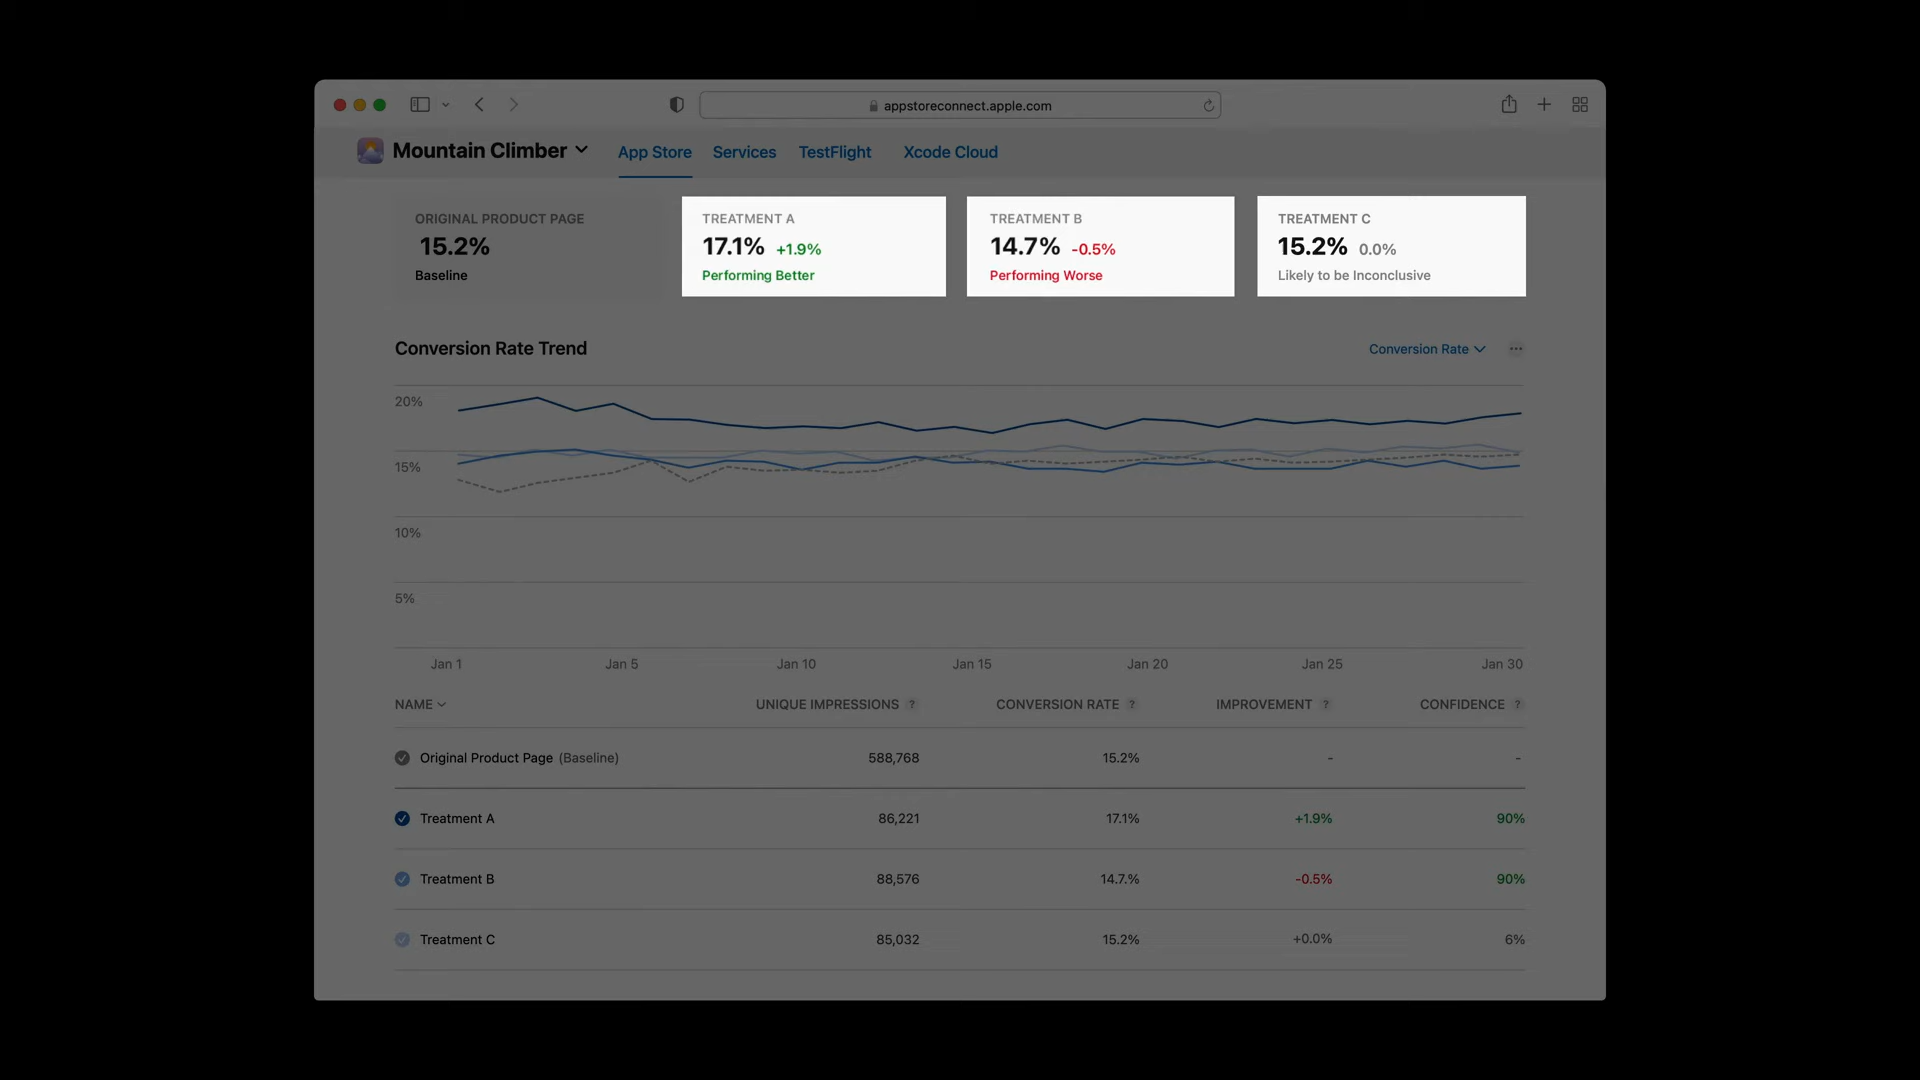 appstoreconnect.apple.com
Mountain Climber App Store Services TestFlight Xcode Cloud
ORIGINAL PRODUCT PAGE
15.2%
Baseline
TREATMENT A
17.1% +1.9%
Performing Better
TREATMENT B
14.7% -0.5%
Performing Worse
TREATMENT C
15.2% 0.0%
Likely to be Inconclusive
Conversion Rate Trend
Conversion Rate
20%
15%
10%
5%
Jan 1 Jan 5 Jan 10 Jan 15 Jan 20 Jan 25 Jan 30
NAME UNIQUE IMPRESSIONS ? CONVERSION RATE ? IMPROVEMENT ? CONFIDENCE ?
Original Product Page (Baseline) 588,768 15.2% - -
Treatment A 86,221 17.1% +1.9% 90%
Treatment B 88,576 14.7.% -0.5% 90%
Treatment C 85,032 15.2% +0.0% 6%